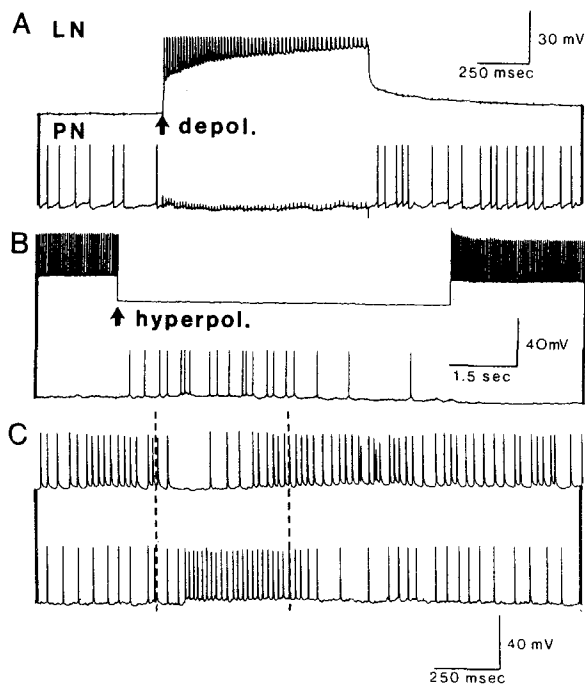 A LN
30 mV
250 msec
depol.
PN
B
hyperpol.
40mV
1.5 sec
C
40 mV
250 msec